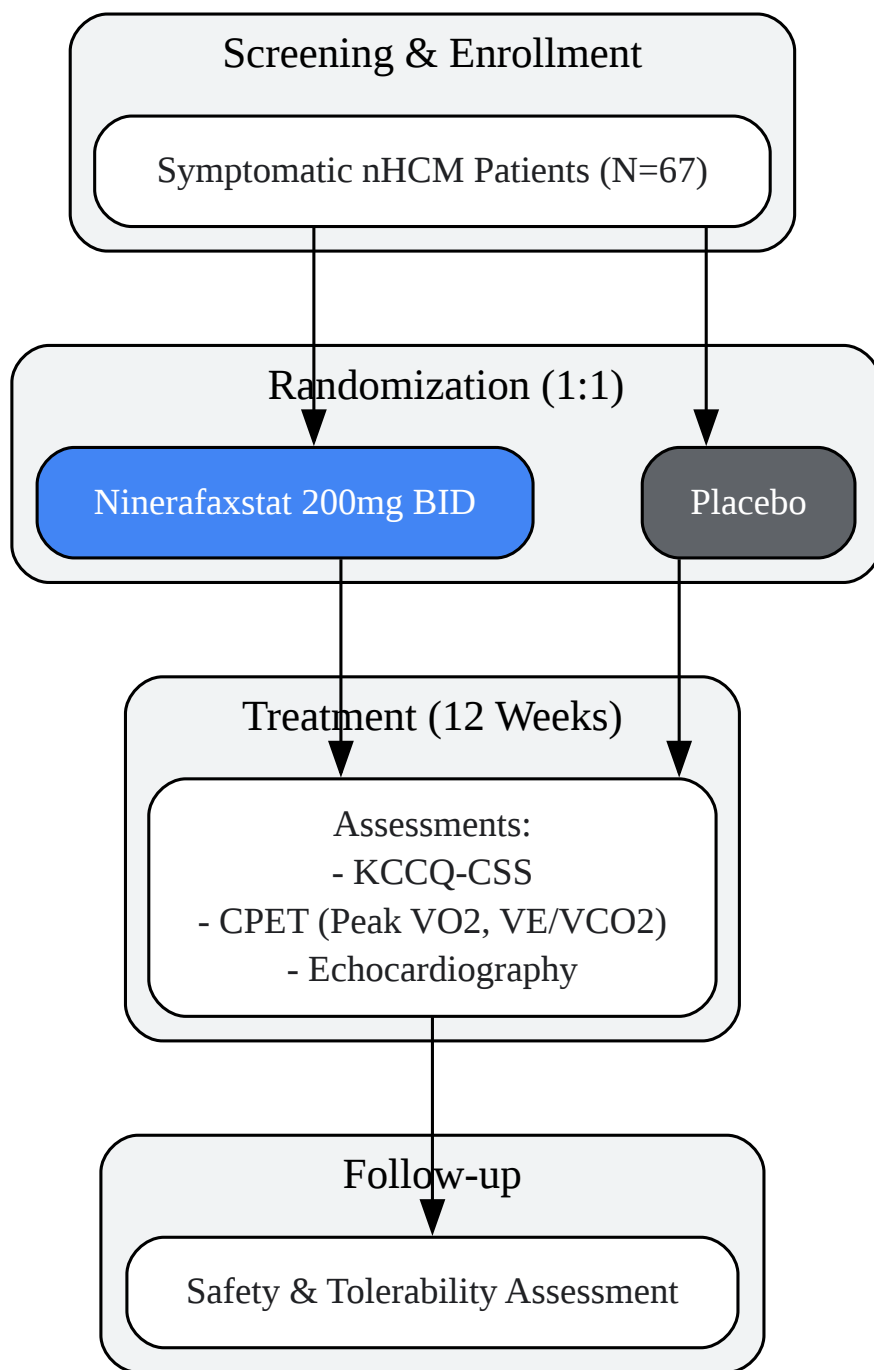 Screening & Enrollment
Symptomatic nHCM Patients (N=67)
Randomization (1:1)
Ninerafaxstat 200mg BID
Placebo
Treatment (12 Weeks)
Assessments:
- KCCQ-CSS
- CPET (Peak VO2, VE/VCO2)
- Echocardiography
Follow-up
Safety & Tolerability Assessment